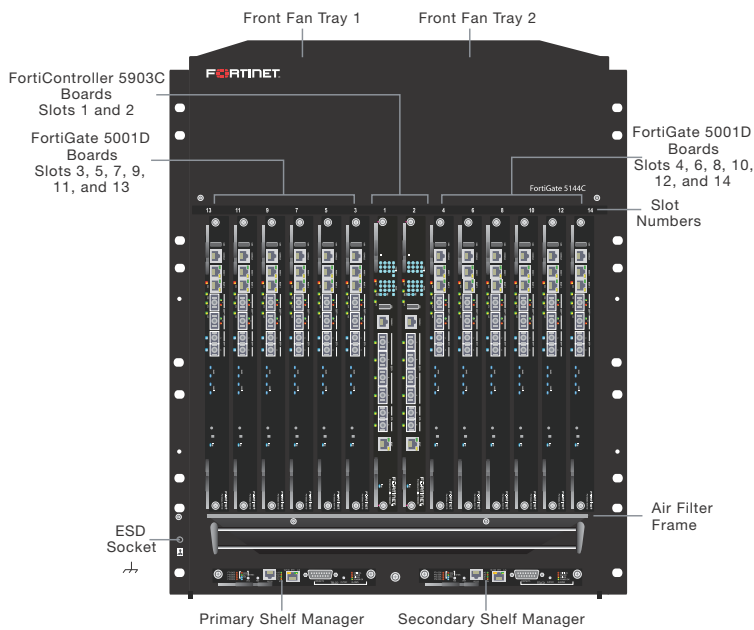 Front Fan Tray 1
Front Fan Tray 2
FORTINET
FortiController 5903C
Boards
Slots 1 and 2
FortiGate 5001D
Boards
Slots 3, 5, 7, 9,
11, and 13
FortiGate 5001D
Boards
Slots 4, 6, 8, 10,
12, and 14
FortiGate 5144C
Slot
Numbers
13 11 9 7 5 3 1 2 4 6 8 10 12 14
FORTINET
FORTINET
Air Filter
Frame
ESD
Socket
Primary Shelf Manager
Secondary Shelf Manager